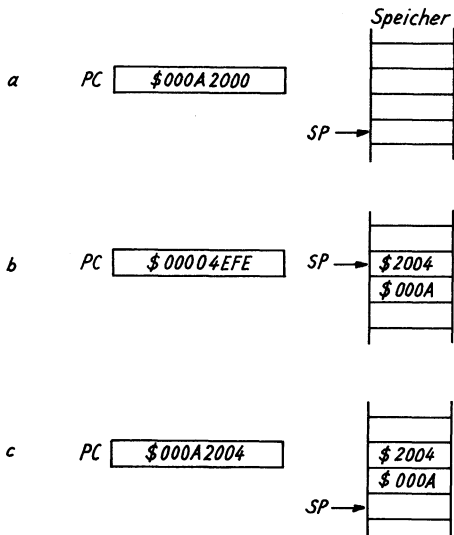 Speicher
a PC $000A2000
SP
b PC $00004EFE SP $2004
$000A
c PC $000A2004 $2004
$000A
SP